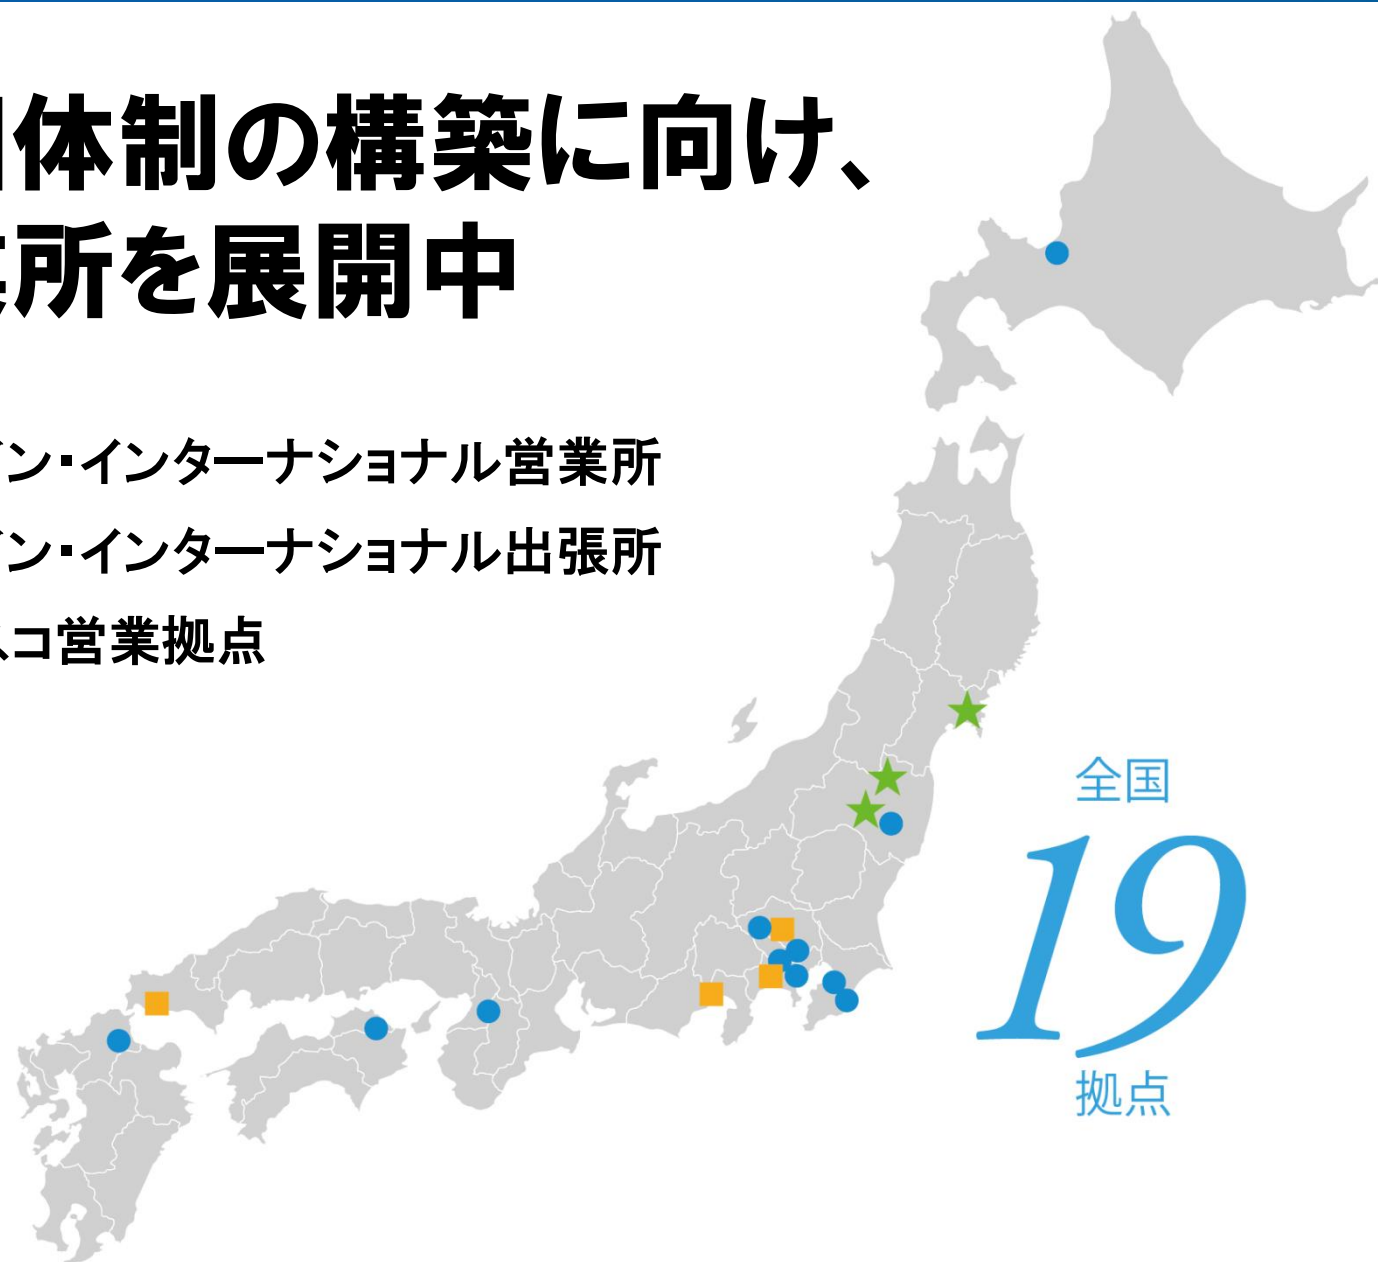 体制の構築に向け、
所を展開中
ン・インターナショナル営業所
ン・インターナショナル出張所
コ営業拠点
全国
19
拠点